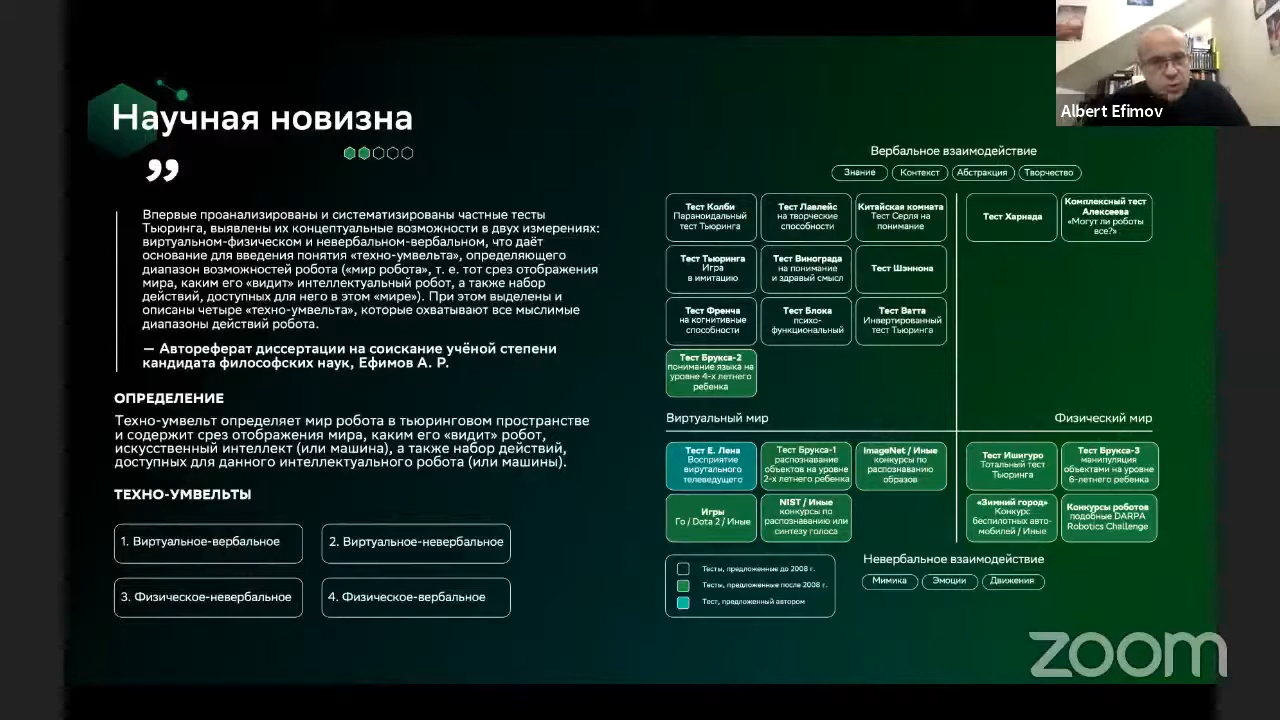 Albert Efimov
Научная новизна
”
Впервые проанализированы и систематизированы частные тесты
Тьюринга, выявлены их концептуальные возможности в двух измерениях:
виртуальном-физическом и невербальном-вербальном, что даёт
основание для введения понятия «техно-умвельта», определяющего
диапазон возможностей робота («мир робота», т. е. тот срез отображения
мира, каким его «видит» интеллектуальный робот, а также набор
действий, доступных для него в этом «мире»). При этом выделены и
описаны четыре «техно-умвельта», которые охватывают все мыслимые
диапазоны действий робота.
— Автореферат диссертации на соискание учёной степени
кандидата философских наук, Ефимов А. Р.
ОПРЕДЕЛЕНИЕ
Техно-умвельт определяет мир робота в тьюринговом пространстве
и содержит срез отображения мира, каким его «видит» робот,
искусственный интеллект (или машина), а также набор действий,
доступных для данного интеллектуального робота (или машины).
ТЕХНО-УМВЕЛЬТЫ
1. Виртуальное-вербальное
2. Виртуальное-невербальное
3. Физическое-невербальное
4. Физическое-вербальное
Вербальное взаимодействие
Знание
Контекст
Абстракция
Творчество
Тест Колби
Параноидальный
тест Тьюринга
Тест Лавлейс
на творческие
способности
Китайская комната
Тест Серля на
понимание
Тест Харнада
Комплексный тест
Алексеева
«Могут ли роботы
все?»
Тест Тьюринга
Игра
в имитацию
Тест Винограда
на понимание
и здравый смысл
Тест Шэннона
Тест Френча
на когнитивные
способности
Тест Блока
психо-
функциональный
Тест Ватта
Инвертированный
тест Тьюринга
Тест Брукса-2
понимание языка на
уровне 4-х летнего
ребенка
Виртуальный мир
Физический мир
Тест Е. Лена
Восприятие
вирутального
телеведущего
Тест Брукса-1
распознавание
объектов на уровне
2-х летнего ребенка
ImageNet / Иные
конкурсы по
распознаванию
образов
Тест Ишигуро
Тотальный тест
Тьюринга
Тест Брукса-3
манипуляция
объектами на уровне
6-летнего ребенка
Игры
Го / Dota 2 / Иные
NIST / Иные
конкурсы по
распознаванию или
синтезу голоса
«Зимний город»
Конкурс
беспилотных авто-
мобилей / Иные
Конкурсы роботов
подобные DARPA
Robotics Challenge
Невербальное взаимодействие
Мимика
Эмоции
Движения
Тесты, предложенные до 2008 г.
Тесты, предложенные после 2008 г.
Тест, предложенный автором
zoom